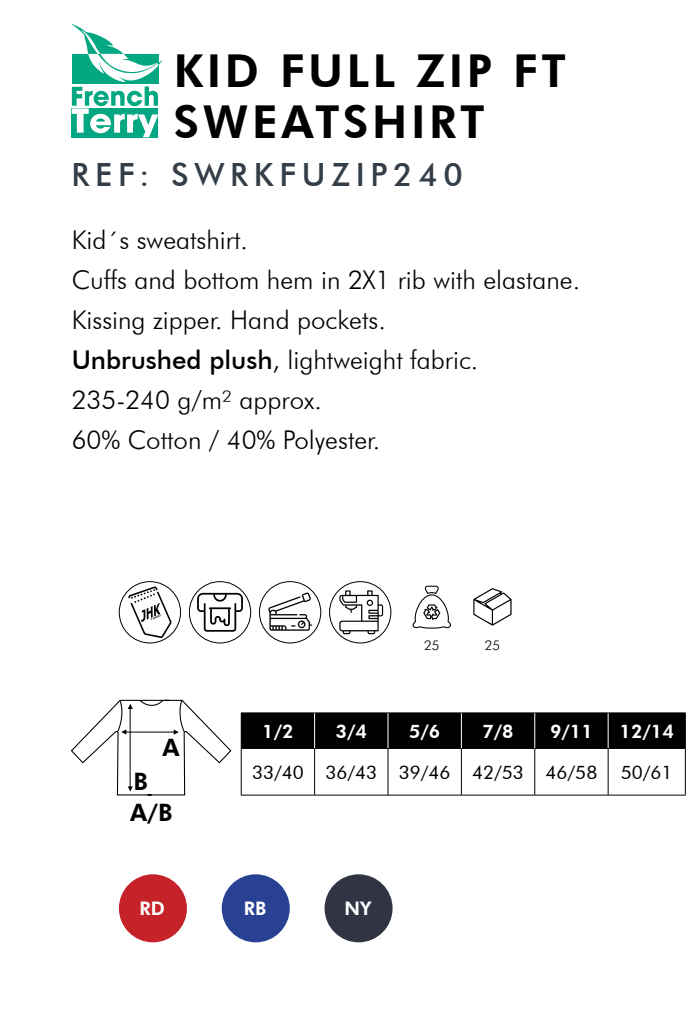 French
Terry
KID FULL ZIP FT
SWEATSHIRT
REF: SWRKFUZIP240
Kid´s sweatshirt.
Cuffs and bottom hem in 2X1 rib with elastane.
Kissing zipper. Hand pockets.
Unbrushed plush, lightweight fabric.
235-240 g/m² approx.
60% Cotton / 40% Polyester.
JHK
25 25
A
B
A/B
1/2 3/4 5/6 7/8 9/11 12/14
33/40 36/43 39/46 42/53 46/58 50/61
RD RB NY